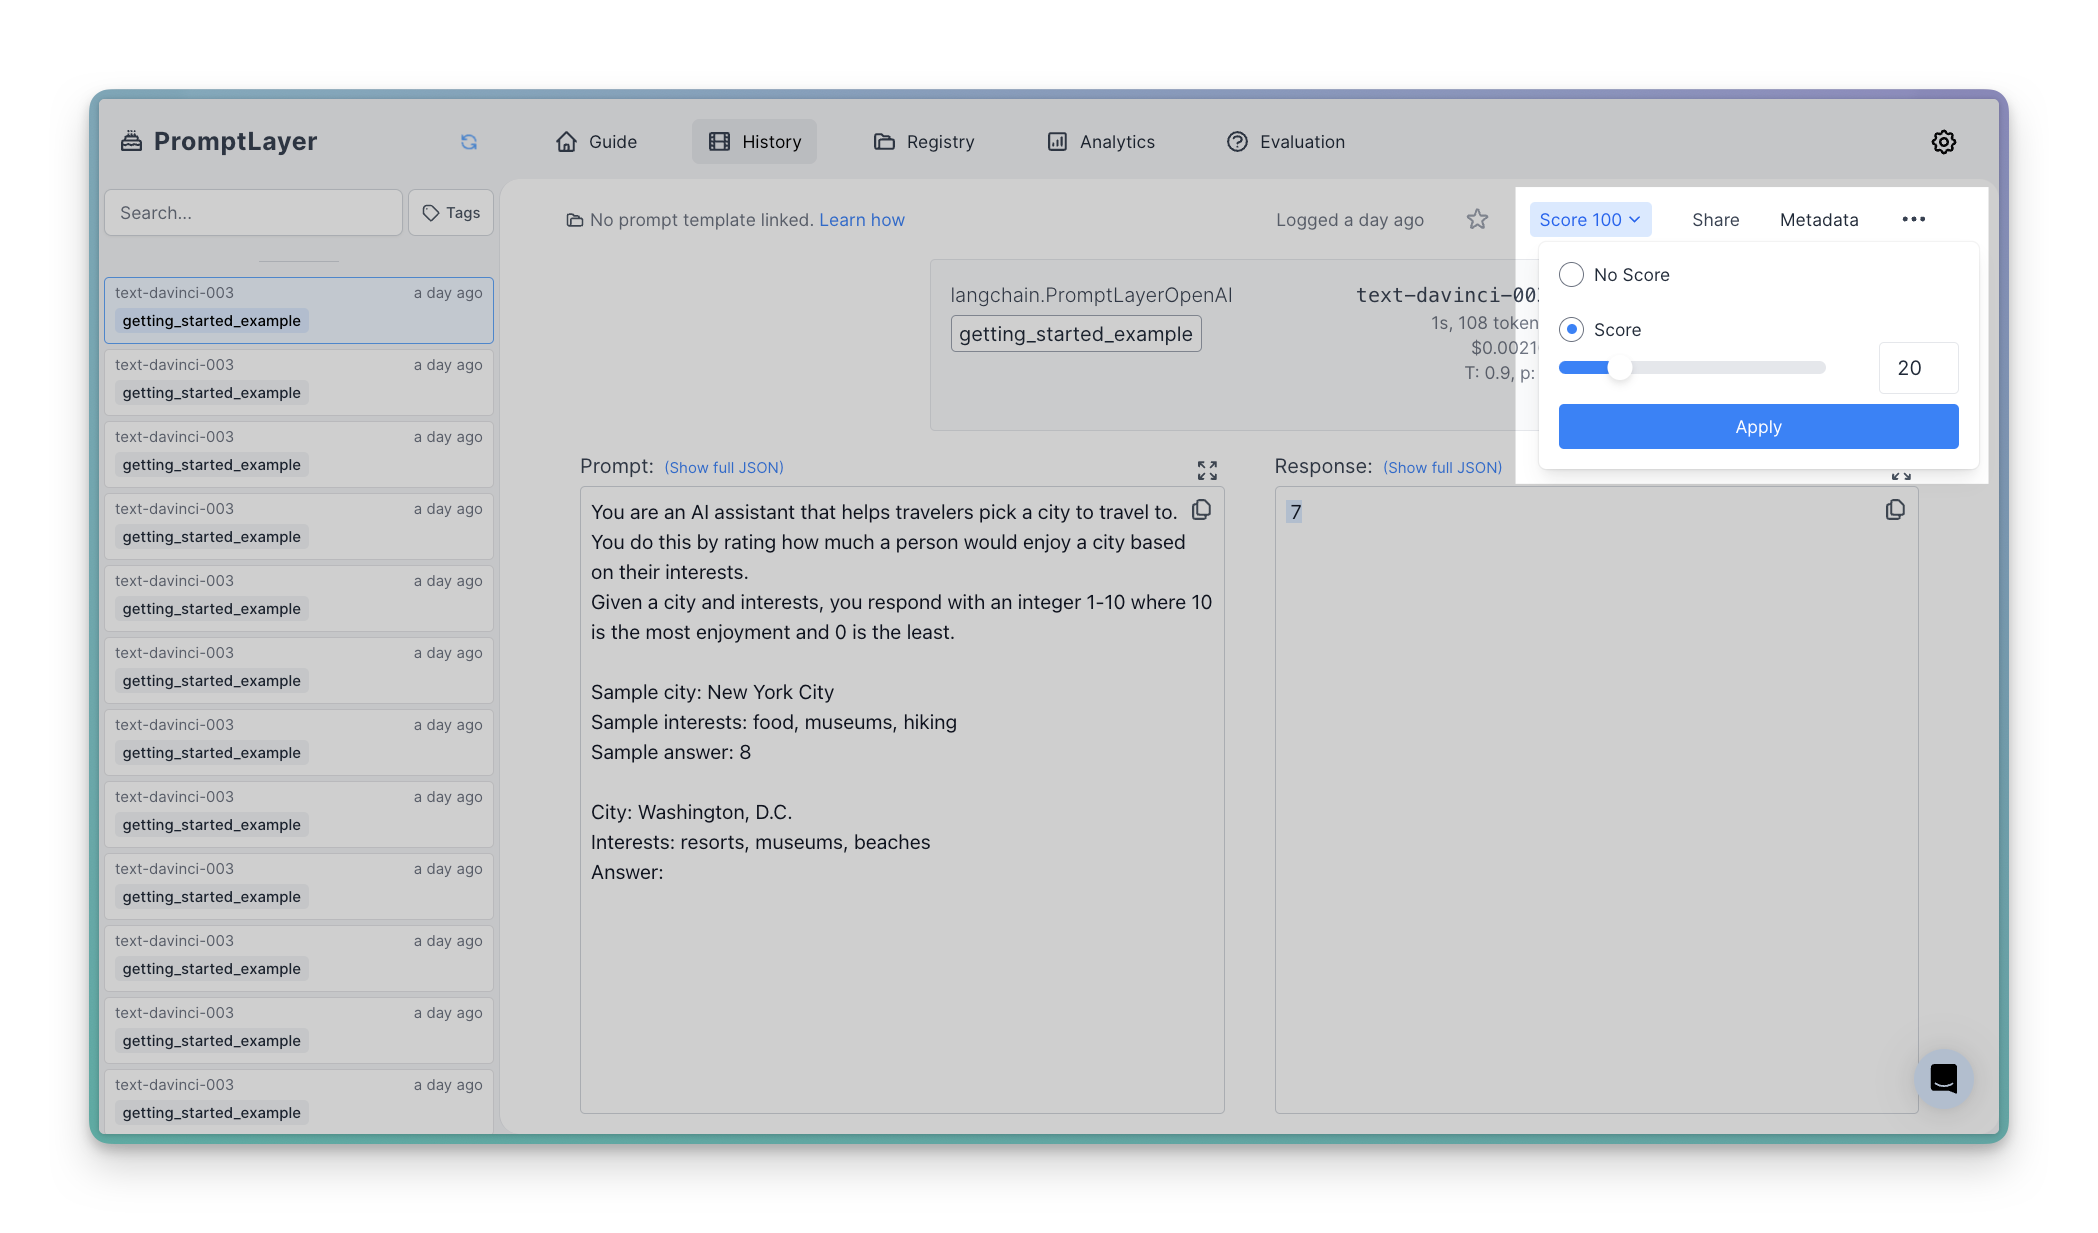 PromptLayer
Guide
History
Registry
Analytics
Evaluation
Search...
Tags
text-davinci-003 a day ago
getting_started_example
text-davinci-003 a day ago
getting_started_example
text-davinci-003 a day ago
getting_started_example
text-davinci-003 a day ago
getting_started_example
text-davinci-003 a day ago
getting_started_example
text-davinci-003 a day ago
getting_started_example
text-davinci-003 a day ago
getting_started_example
text-davinci-003 a day ago
getting_started_example
text-davinci-003 a day ago
getting_started_example
text-davinci-003 a day ago
getting_started_example
text-davinci-003 a day ago
getting_started_example
text-davinci-003 a day ago
getting_started_example
No prompt template linked. Learn how
Logged a day ago
Score 100
Share
Metadata
No Score
Score
20
Apply
langchain.PromptLayerOpenAI
getting_started_example
text-davinci-00
1s, 108 token
$0.0021
T: 0.9, p:
Prompt: (Show full JSON)
You are an AI assistant that helps travelers pick a city to travel to.
You do this by rating how much a person would enjoy a city based
on their interests.
Given a city and interests, you respond with an integer 1-10 where 10
is the most enjoyment and 0 is the least.
Sample city: New York City
Sample interests: food, museums, hiking
Sample answer: 8
City: Washington, D.C.
Interests: resorts, museums, beaches
Answer:
Response: (Show full JSON)
7